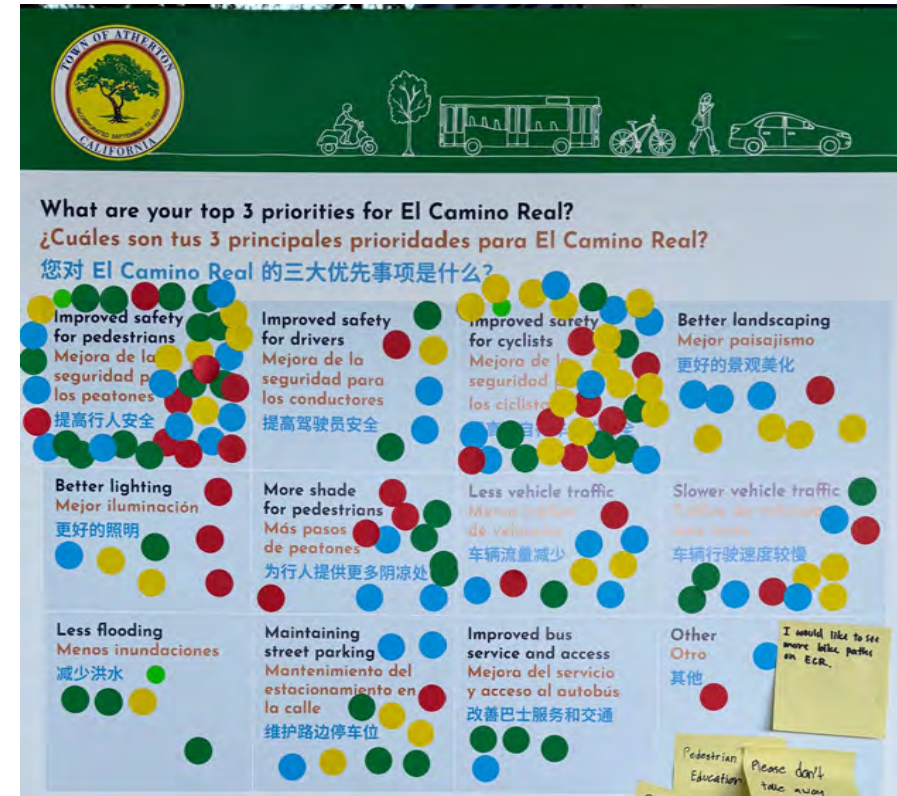 TOWN OF ATHERTON
INCORPORATED SEPTEMBER 12, 1923
CALIFORNIA
What are your top 3 priorities for El Camino Real?
¿Cuáles son tus 3 principales prioridades para El Camino Real?
您对 El Camino Real 的三大优先事项是什么?
Improved safety
for pedestrians
Mejora de la
seguridad
los peatones
提高行人安全
Improved safety
for drivers
Mejora de la
seguridad para
los conductores
提高驾驶员安全
Improved safety
for cyclists
Mejora de
seguridad
los ciclistas
Better landscaping
Mejor paisajismo
更好的景观美化
Better lighting
Mejor iluminación
更好的照明
More shade
for pedestrians
Más pasos
de peatones
为行人提供更多阴凉处
Less vehicle traffic
Menos
de
车辆流量减少
Slower vehicle traffic
车辆行驶速度较慢
Less flooding
Menos inundaciones
减少洪水
Maintaining
street parking
Mantenimiento del
estacionamiento en
la calle
维护路边停车位
Improved bus
service and access
Mejora del servicio
y acceso al autobús
改善巴士服务和交通
Other
Otro
其他
I would like to see
more bike paths
on ECR.
Pedestrian
Education
Please don't
take away